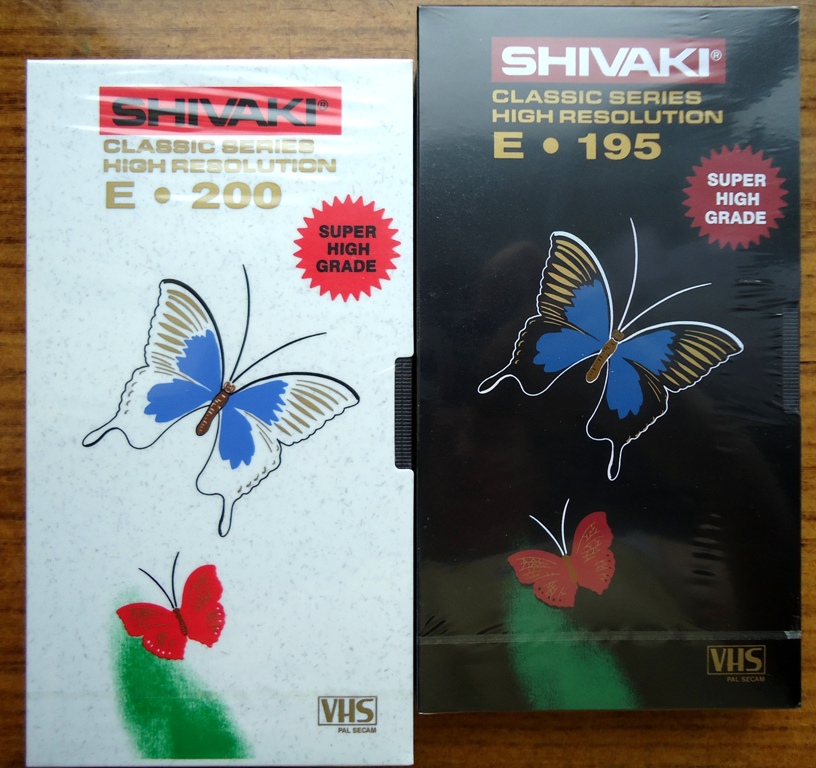 SHIVAKI®
CLASSIC SERIES
HIGH RESOLUTION
E • 200
SUPER
HIGH
GRADE
VHS
PAL SECAM
SHIVAKI®
CLASSIC SERIES
HIGH RESOLUTION
E • 195
SUPER
HIGH
GRADE
VHS
PAL SECAM